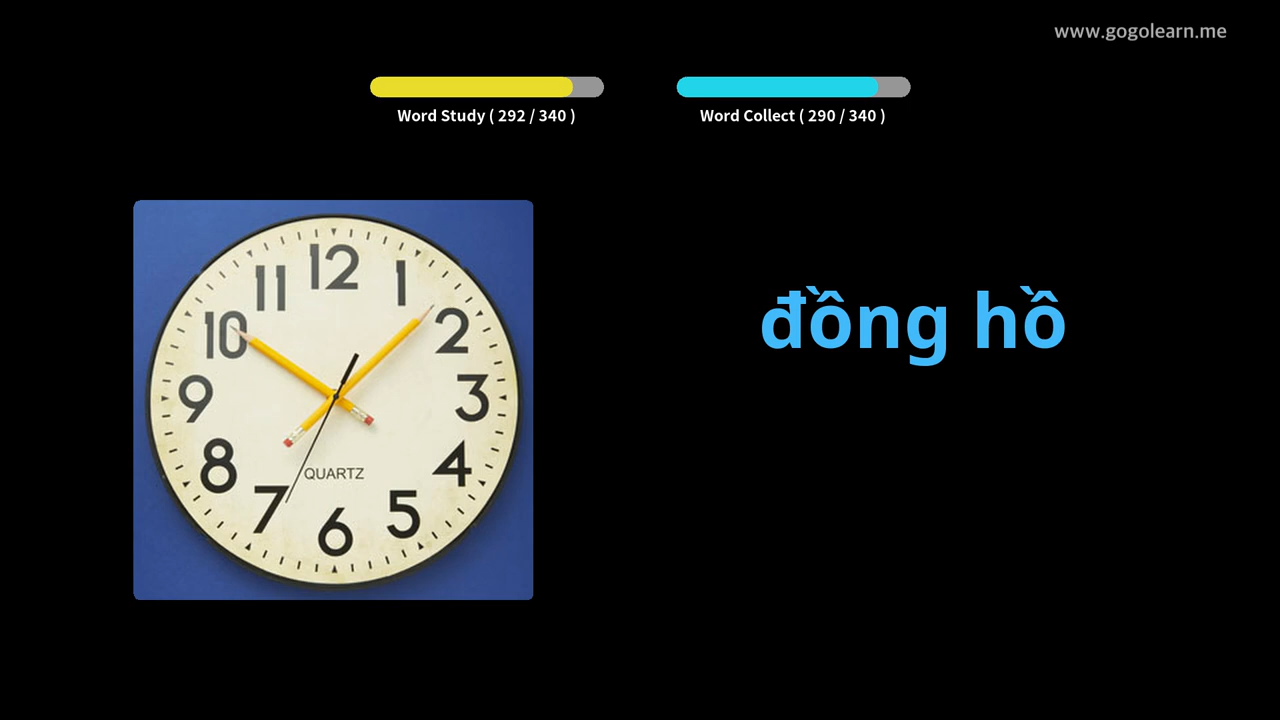 www.gogolearn.me
Word Study ( 292 / 340 )
Word Collect ( 290 / 340 )
12
11
1
10
2
9
3
8
4
7
5
6
QUARTZ
đồng hồ